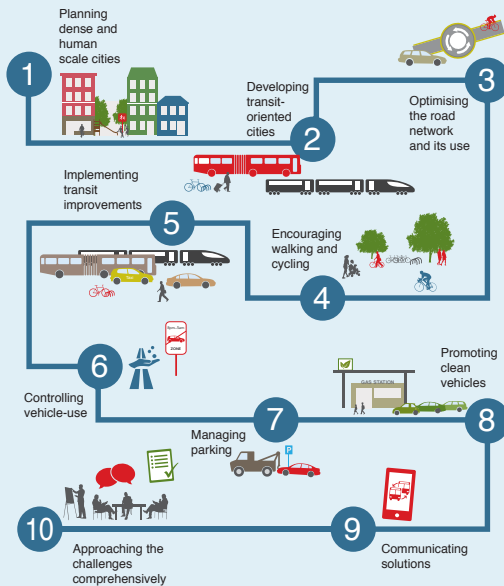 1
Planning
dense and
human
scale cities
2
Developing
transit-
oriented
cities
3
Optimising
the road
network
and its use
4
Encouraging
walking and
cycling
5
Implementing
transit
improvements
6
Controlling
vehicle-use
ZONE
7
Managing
parking
P
8
Promoting
clean
vehicles
GAS STATION
9
Communicating
solutions
10
Approaching the
challenges
comprehensively